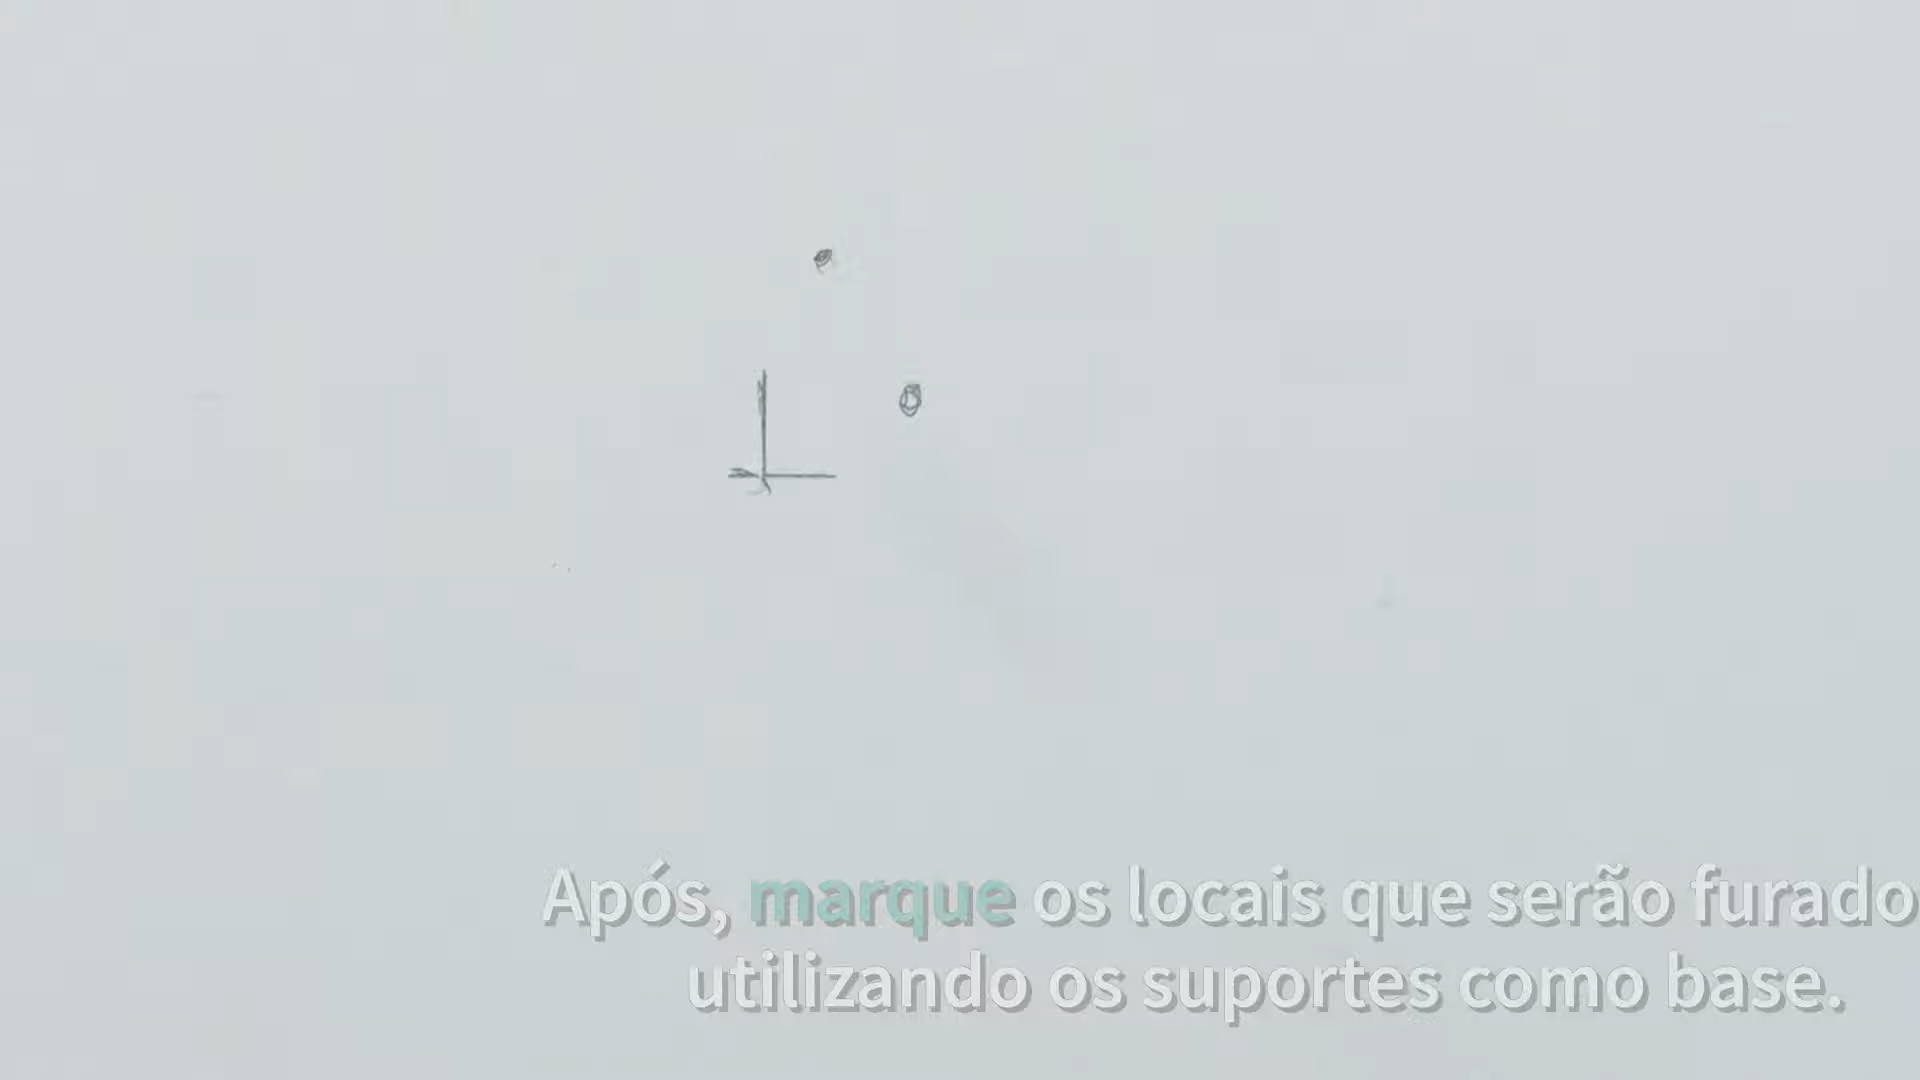 Após, marque os locais que serão furado
utilizando os suportes como base.